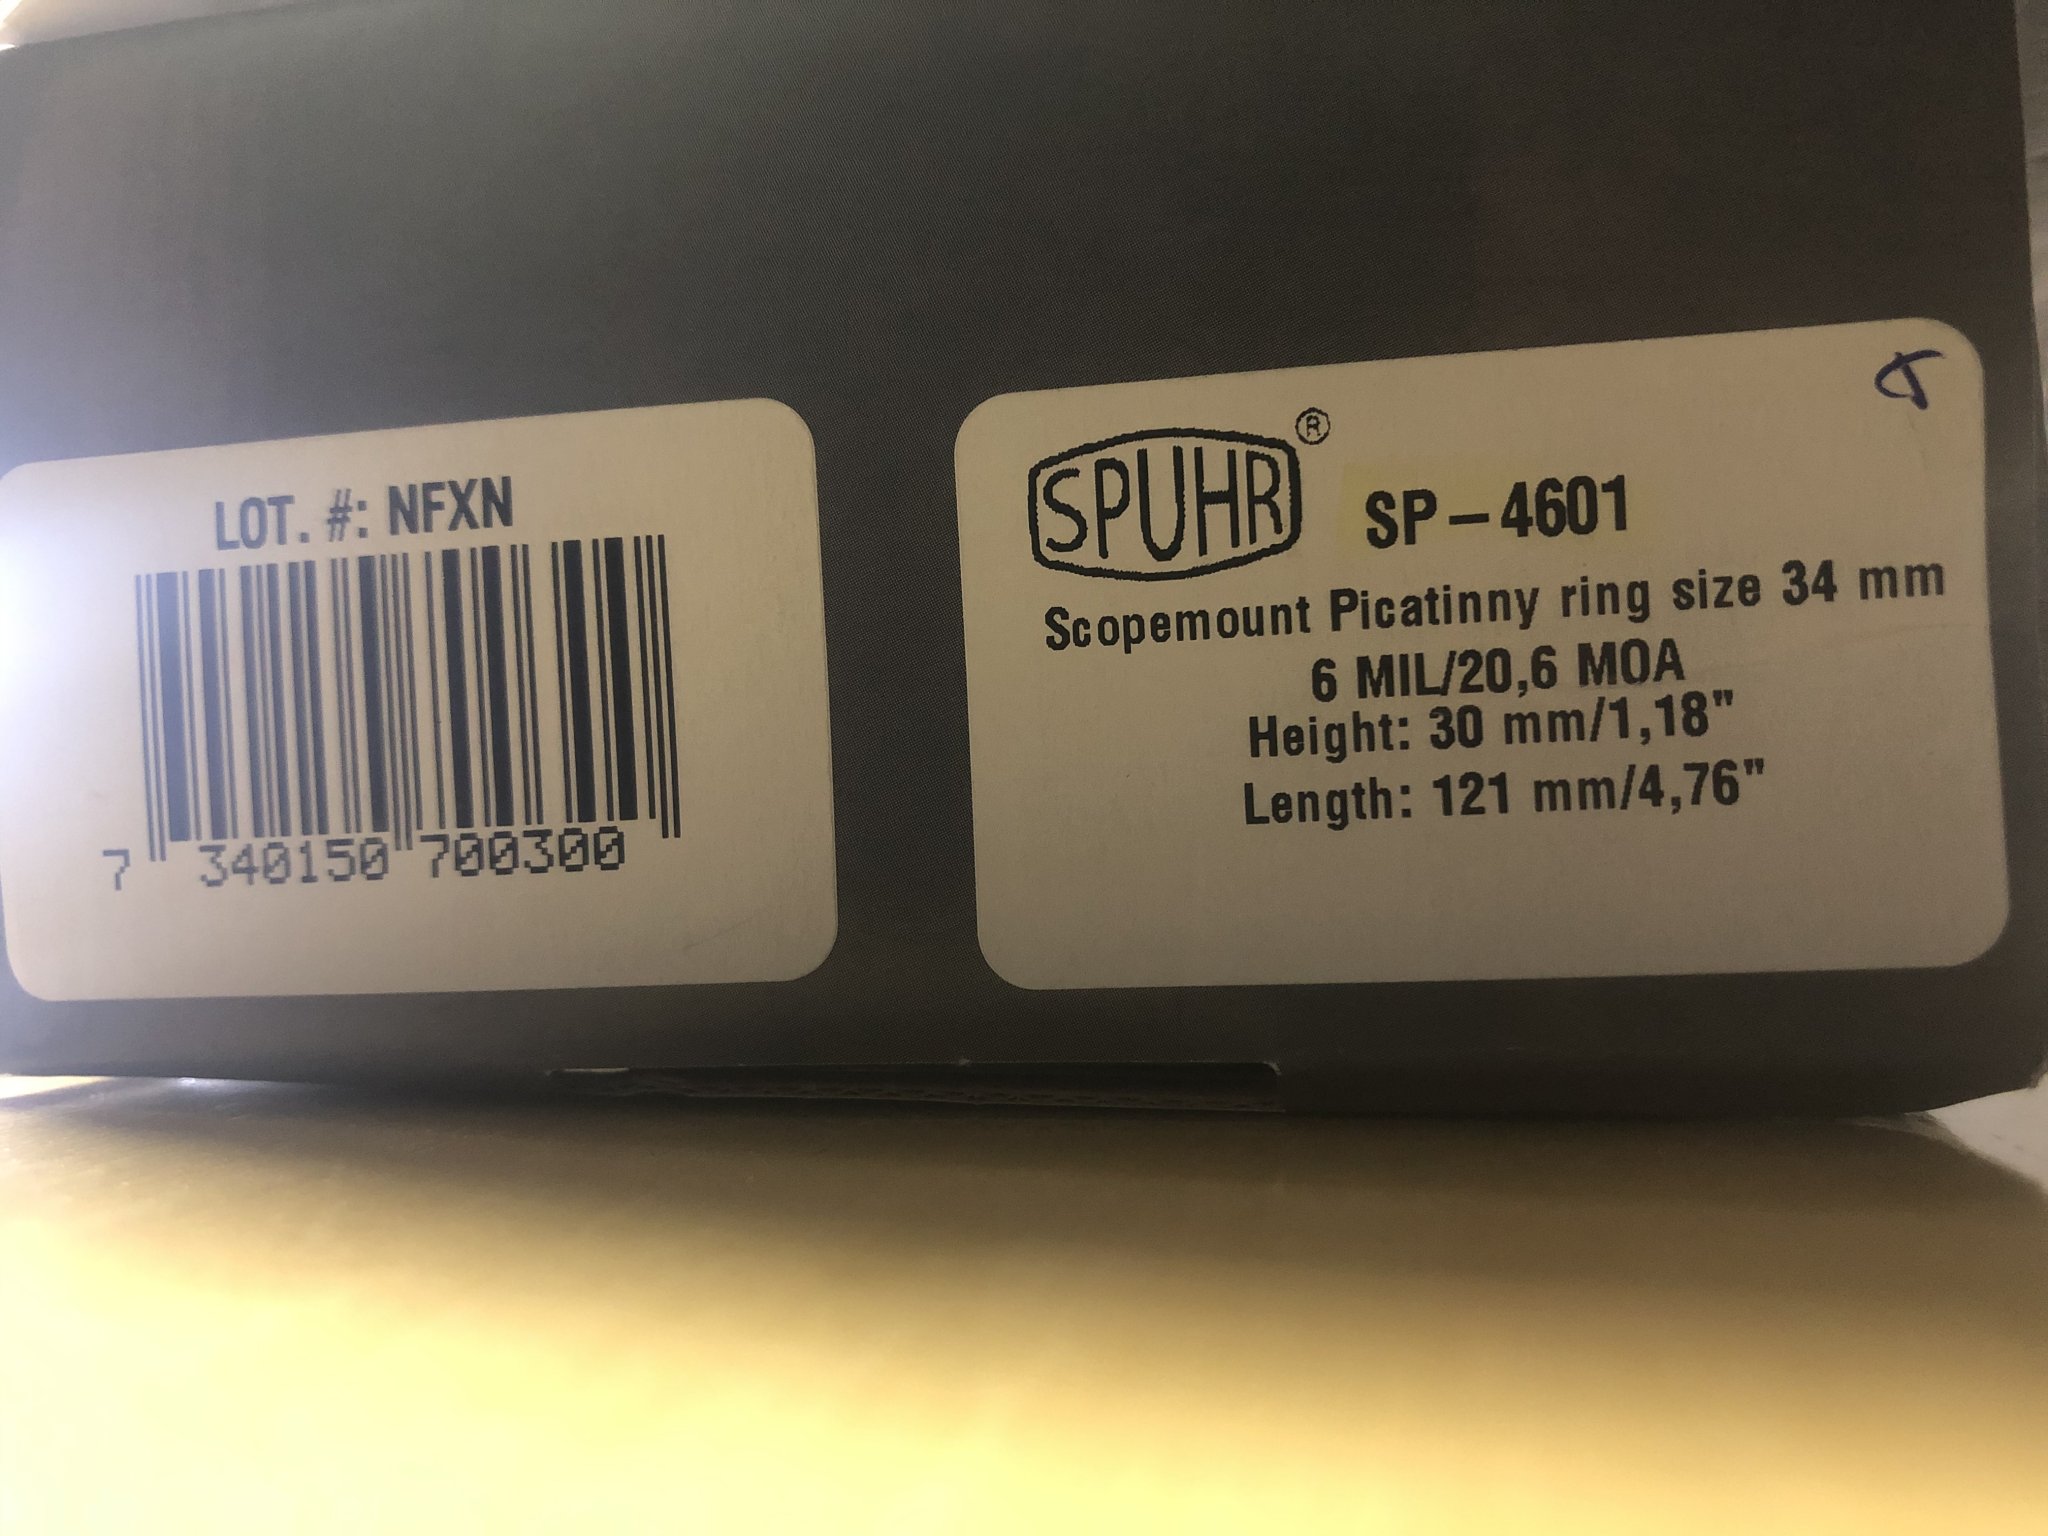 LOT. #: NFXN
7 340150 700300
SPUHR® SP-4601
Scopemount Picatinny ring size 34 mm
6 MIL/20,6 MOA
Height: 30 mm/1,18"
Length: 121 mm/4,76"